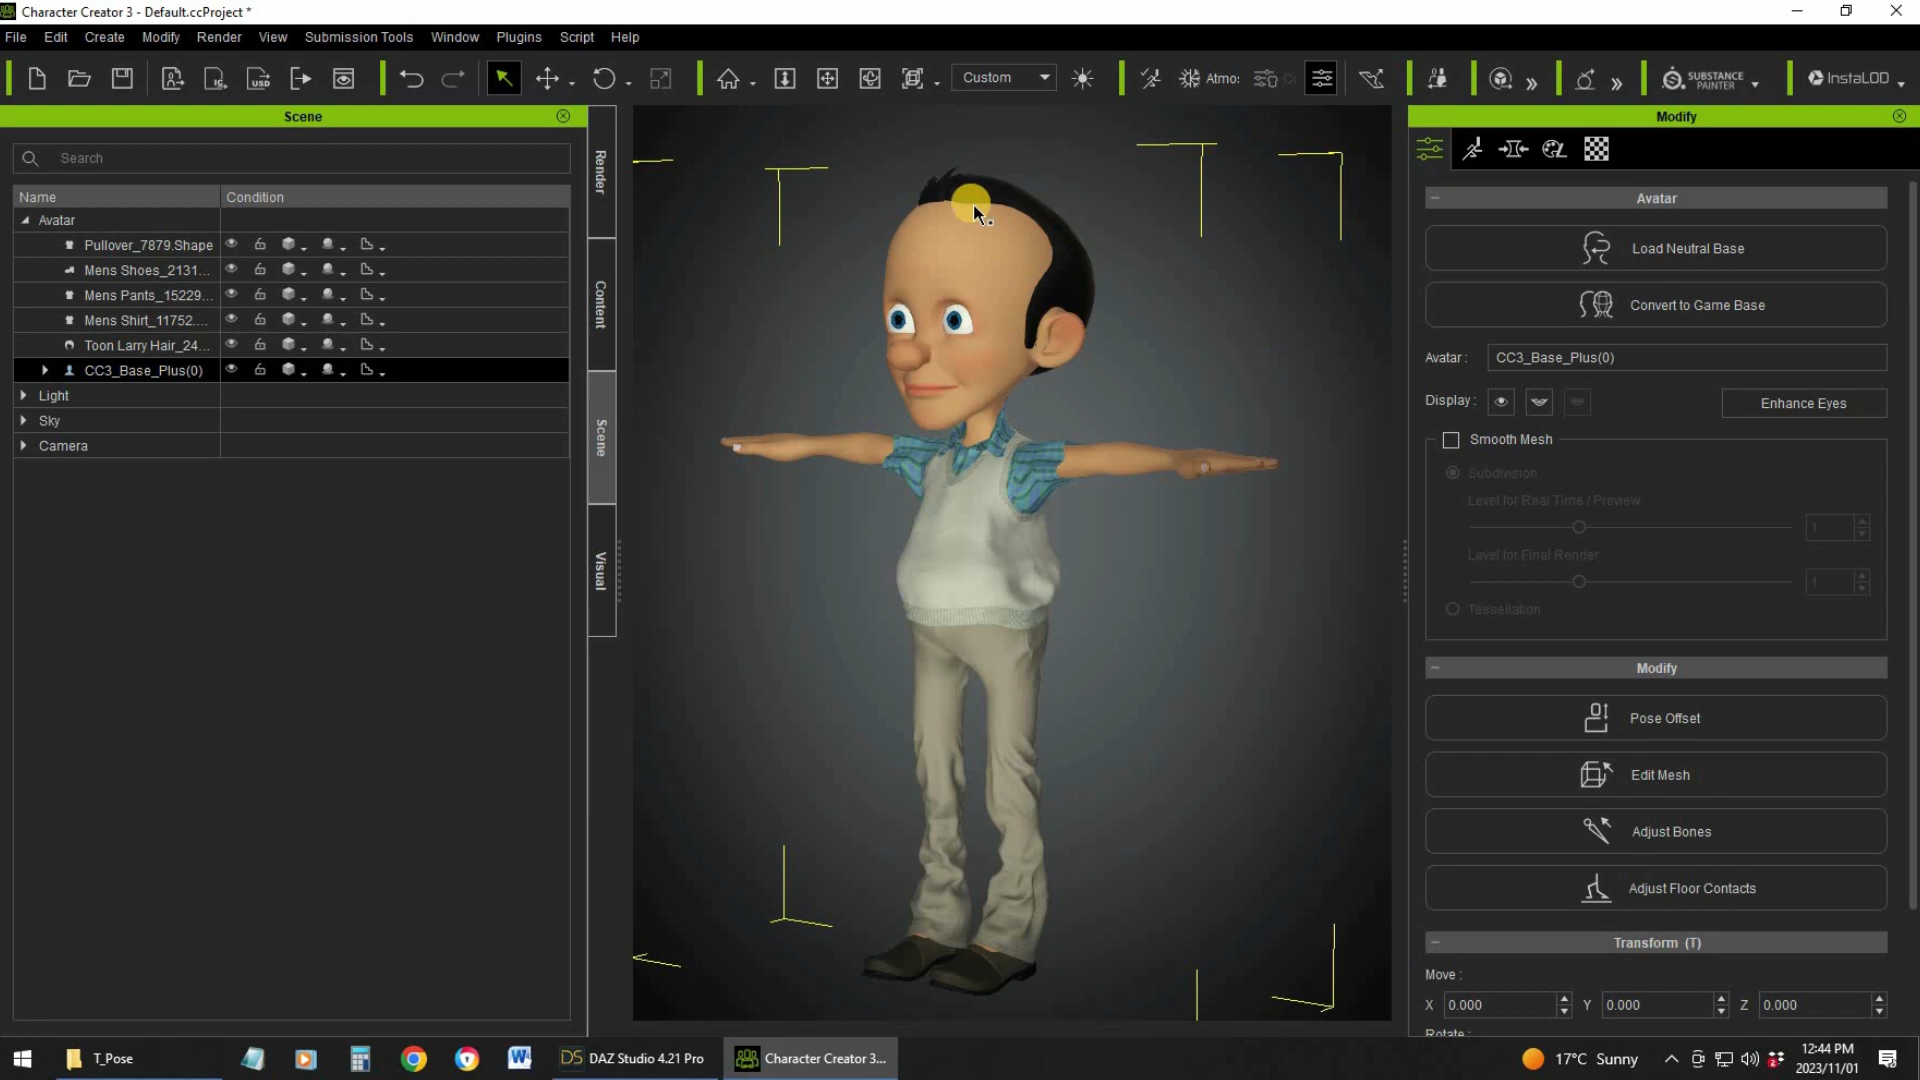 Character Creator 3 - Default.ccProject *
File Edit Create Modify Render View Submission Tools Window Plugins Script Help
Custom
Atmo:
SUBSTANCE PAINTER
InstaLOD
Scene
Search
Name Condition
Avatar
Pullover_7879.Shape
Mens Shoes_2131...
Mens Pants_15229...
Mens Shirt_11752....
Toon Larry Hair_24...
CC3_Base_Plus(0)
Light
Sky
Camera
Render
Content
Scene
Visual
Modify
Avatar
Load Neutral Base
Convert to Game Base
Avatar : CC3_Base_Plus(0)
Display : Enhance Eyes
Smooth Mesh
Subdivision
Level for Real Time / Preview
1
Level for Final Render
1
Tessellation
Modify
Pose Offset
Edit Mesh
Adjust Bones
Adjust Floor Contacts
Transform (T)
Move :
X 0.000 Y 0.000 Z 0.000
Rotate :
T_Pose
DAZ Studio 4.21 Pro
Character Creator 3...
17°C Sunny
12:44 PM
2023/11/01